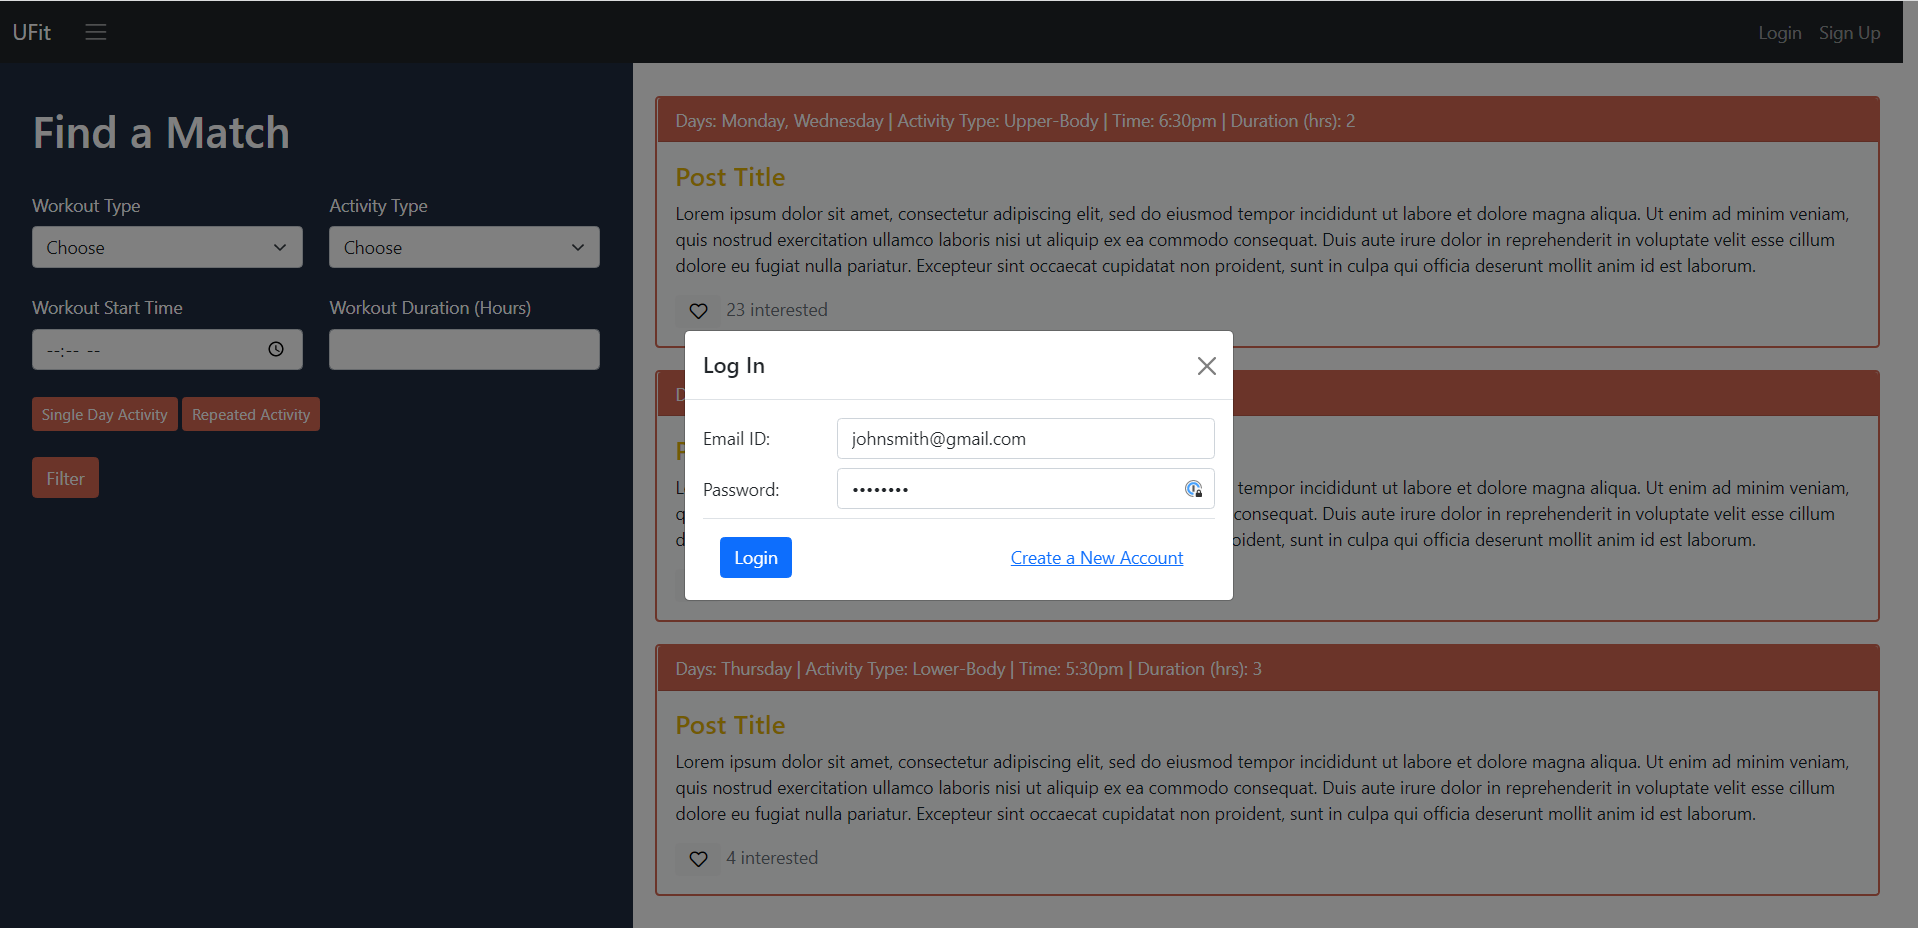 UFit
Login Sign Up
Find a Match
Workout Type Activity Type
Choose Choose
Workout Start Time Workout Duration (Hours)
--:-- --
Single Day Activity Repeated Activity
Filter
Days: Monday, Wednesday | Activity Type: Upper-Body | Time: 6:30pm | Duration (hrs): 2
Post Title
Lorem ipsum dolor sit amet, consectetur adipiscing elit, sed do eiusmod tempor incididunt ut labore et dolore magna aliqua. Ut enim ad minim veniam,
quis nostrud exercitation ullamco laboris nisi ut aliquip ex ea commodo consequat. Duis aute irure dolor in reprehenderit in voluptate velit esse cillum
dolore eu fugiat nulla pariatur. Excepteur sint occaecat cupidatat non proident, sunt in culpa qui officia deserunt mollit anim id est laborum.
23 interested
Log In
Email ID: johnsmith@gmail.com
Password: ••••••••
Login Create a New Account
tempor incididunt ut labore et dolore magna aliqua. Ut enim ad minim veniam,
consequat. Duis aute irure dolor in reprehenderit in voluptate velit esse cillum
sunt in culpa qui officia deserunt mollit anim id est laborum.
Days: Thursday | Activity Type: Lower-Body | Time: 5:30pm | Duration (hrs): 3
Post Title
Lorem ipsum dolor sit amet, consectetur adipiscing elit, sed do eiusmod tempor incididunt ut labore et dolore magna aliqua. Ut enim ad minim veniam,
quis nostrud exercitation ullamco laboris nisi ut aliquip ex ea commodo consequat. Duis aute irure dolor in reprehenderit in voluptate velit esse cillum
dolore eu fugiat nulla pariatur. Excepteur sint occaecat cupidatat non proident, sunt in culpa qui officia deserunt mollit anim id est laborum.
4 interested